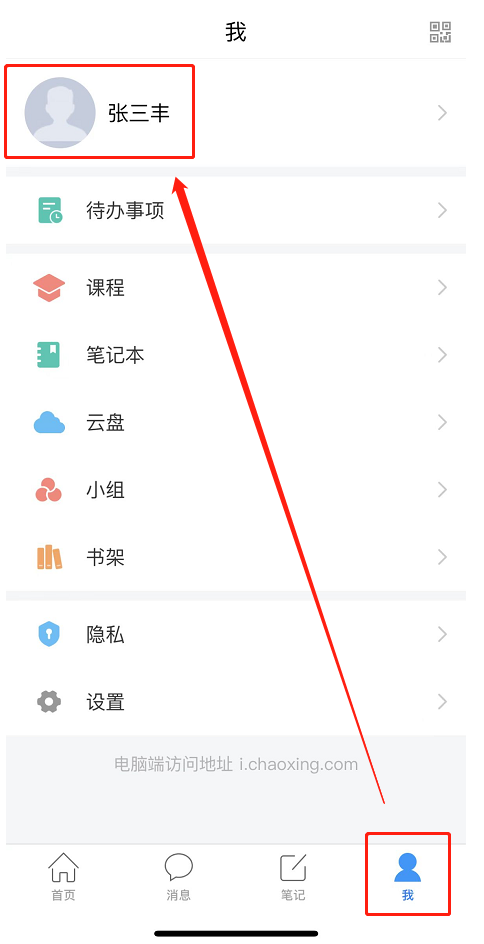 我
张三丰
待办事项
课程
笔记本
云盘
小组
书架
隐私
设置
电脑端访问地址 i.chaoxing.com
首页
消息
笔记
我